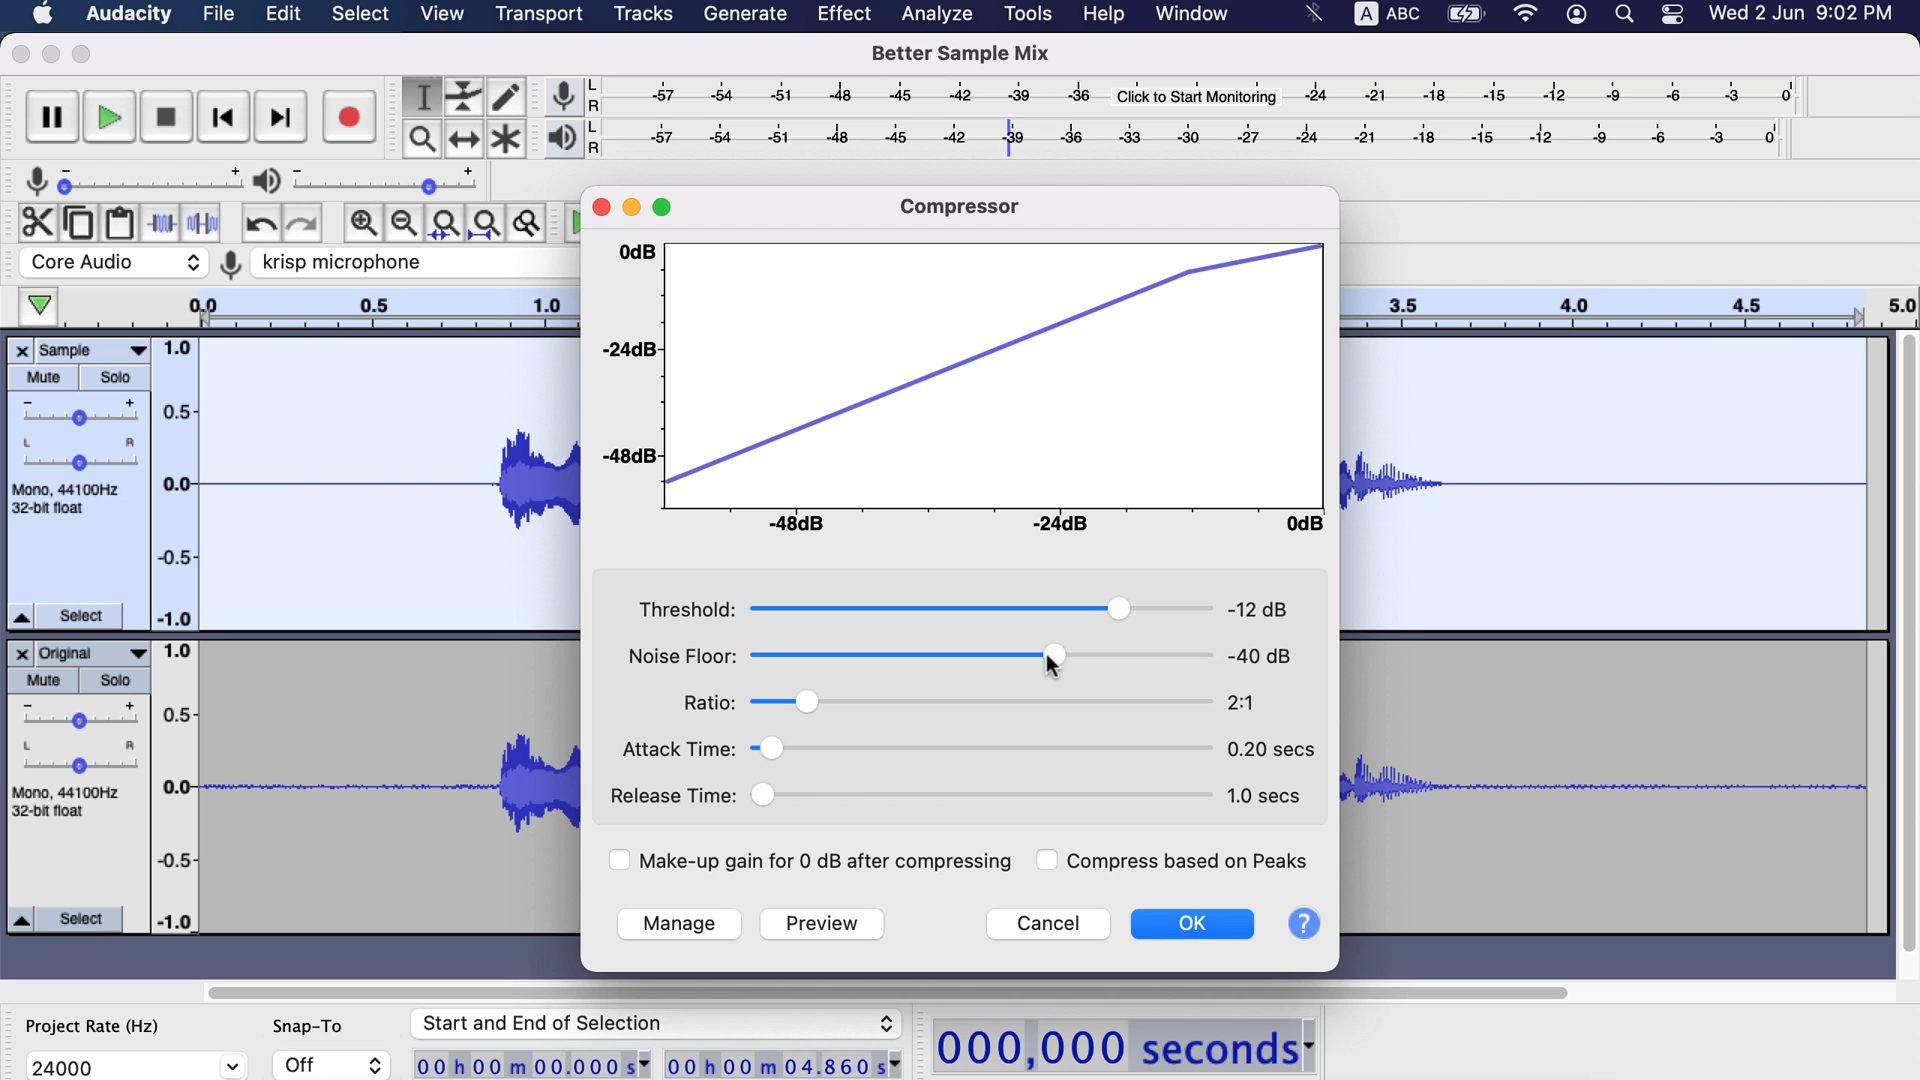 Audacity File Edit Select View Transport Tracks Generate Effect Analyze Tools Help Window A ABC Wed 2 Jun 9:02 PM
Better Sample Mix
L R -57 -54 -51 -48 -45 -42 -39 -36 Click to Start Monitoring -24 -21 -18 -15 -12 -9 -6 -3 0
L R -57 -54 -51 -48 -45 -42 -39 -36 -33 -30 -27 -24 -21 -18 -15 -12 -9 -6 -3 0
- + - +
Core Audio krisp microphone
0.0 0.5 1.0 3.5 4.0 4.5 5.0
Sample
Mute Solo
- +
L R
Mono, 44100Hz
32-bit float
Select
1.0
0.5
0.0
-0.5
-1.0
Original
Mute Solo
- +
L R
Mono, 44100Hz
32-bit float
Select
1.0
0.5
0.0
-0.5
-1.0
Compressor
0dB
-24dB
-48dB
-48dB -24dB 0dB
Threshold: -12 dB
Noise Floor: -40 dB
Ratio: 2:1
Attack Time: 0.20 secs
Release Time: 1.0 secs
Make-up gain for 0 dB after compressing Compress based on Peaks
Manage Preview Cancel OK ?
Project Rate (Hz) Snap-To Start and End of Selection
24000 Off 00 h 00 m 00.000 s 00 h 00 m 04.860 s 000,000 seconds